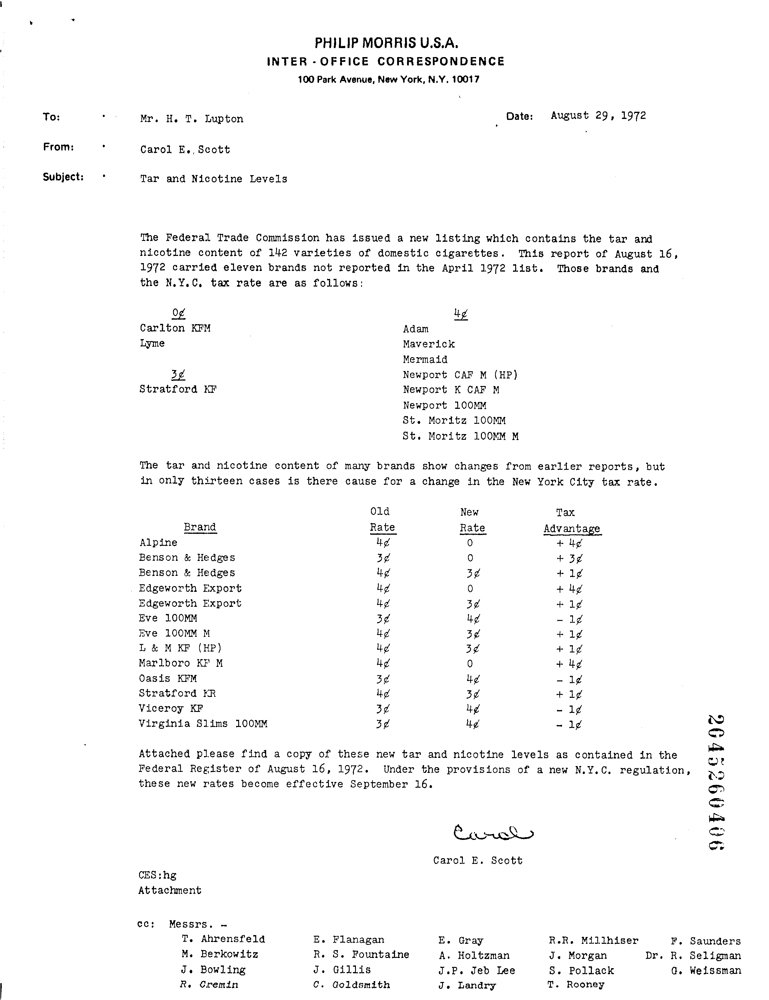 PHILIP MORRIS U.S.A.
INTER - OFFICE CORRESPONDENCE
100 Park Avenue, New York, N.Y. 10017
To: Mr. H. T. Lupton Date: August 29, 1972
From: Carol E. Scott
Subject: Tar and Nicotine Levels
The Federal Trade Commission has issued a new listing which contains the tar and
nicotine content of 142 varieties of domestic cigarettes. This report of August 16,
1972 carried eleven brands not reported in the April 1972 list. Those brands and
the N.Y.C. tax rate are as follows:
0¢ 4¢
Carlton KFM Adam
Lyme Maverick
Mermaid
3¢ Newport CAF M (HP)
Stratford KF Newport K CAF M
Newport 100MM
St. Moritz 100MM
St. Moritz 100MM M
The tar and nicotine content of many brands show changes from earlier reports, but
in only thirteen cases is there cause for a change in the New York City tax rate.
Old New Tax
Brand Rate Rate Advantage
Alpine 4¢ 0 + 4¢
Benson & Hedges 3¢ 0 + 3¢
Benson & Hedges 4¢ 3¢ + 1¢
Edgeworth Export 4¢ 0 + 4¢
Edgeworth Export 4¢ 3¢ + 1¢
Eve 100MM 3¢ 4¢ - 1¢
Eve 100MM M 4¢ 3¢ + 1¢
L & M KF (HP) 4¢ 3¢ + 1¢
Marlboro KF M 4¢ 0 + 4¢
Oasis KFM 3¢ 4¢ - 1¢
Stratford KR 4¢ 3¢ + 1¢
Viceroy KF 3¢ 4¢ - 1¢
Virginia Slims 100MM 3¢ 4¢ - 1¢
Attached please find a copy of these new tar and nicotine levels as contained in the
Federal Register of August 16, 1972. Under the provisions of a new N.Y.C. regulation,
these new rates become effective September 16.
Carol
Carol E. Scott
CES:hg
Attachment
cc: Messrs. -
T. Ahrensfeld E. Flanagan E. Gray R.R. Millhiser F. Saunders
M. Berkowitz R. S. Fountaine A. Holtzman J. Morgan Dr. R. Seligman
J. Bowling J. Gillis J.P. Jeb Lee S. Pollack G. Weissman
R. Cremin C. Goldsmith J. Landry T. Rooney
2045260406